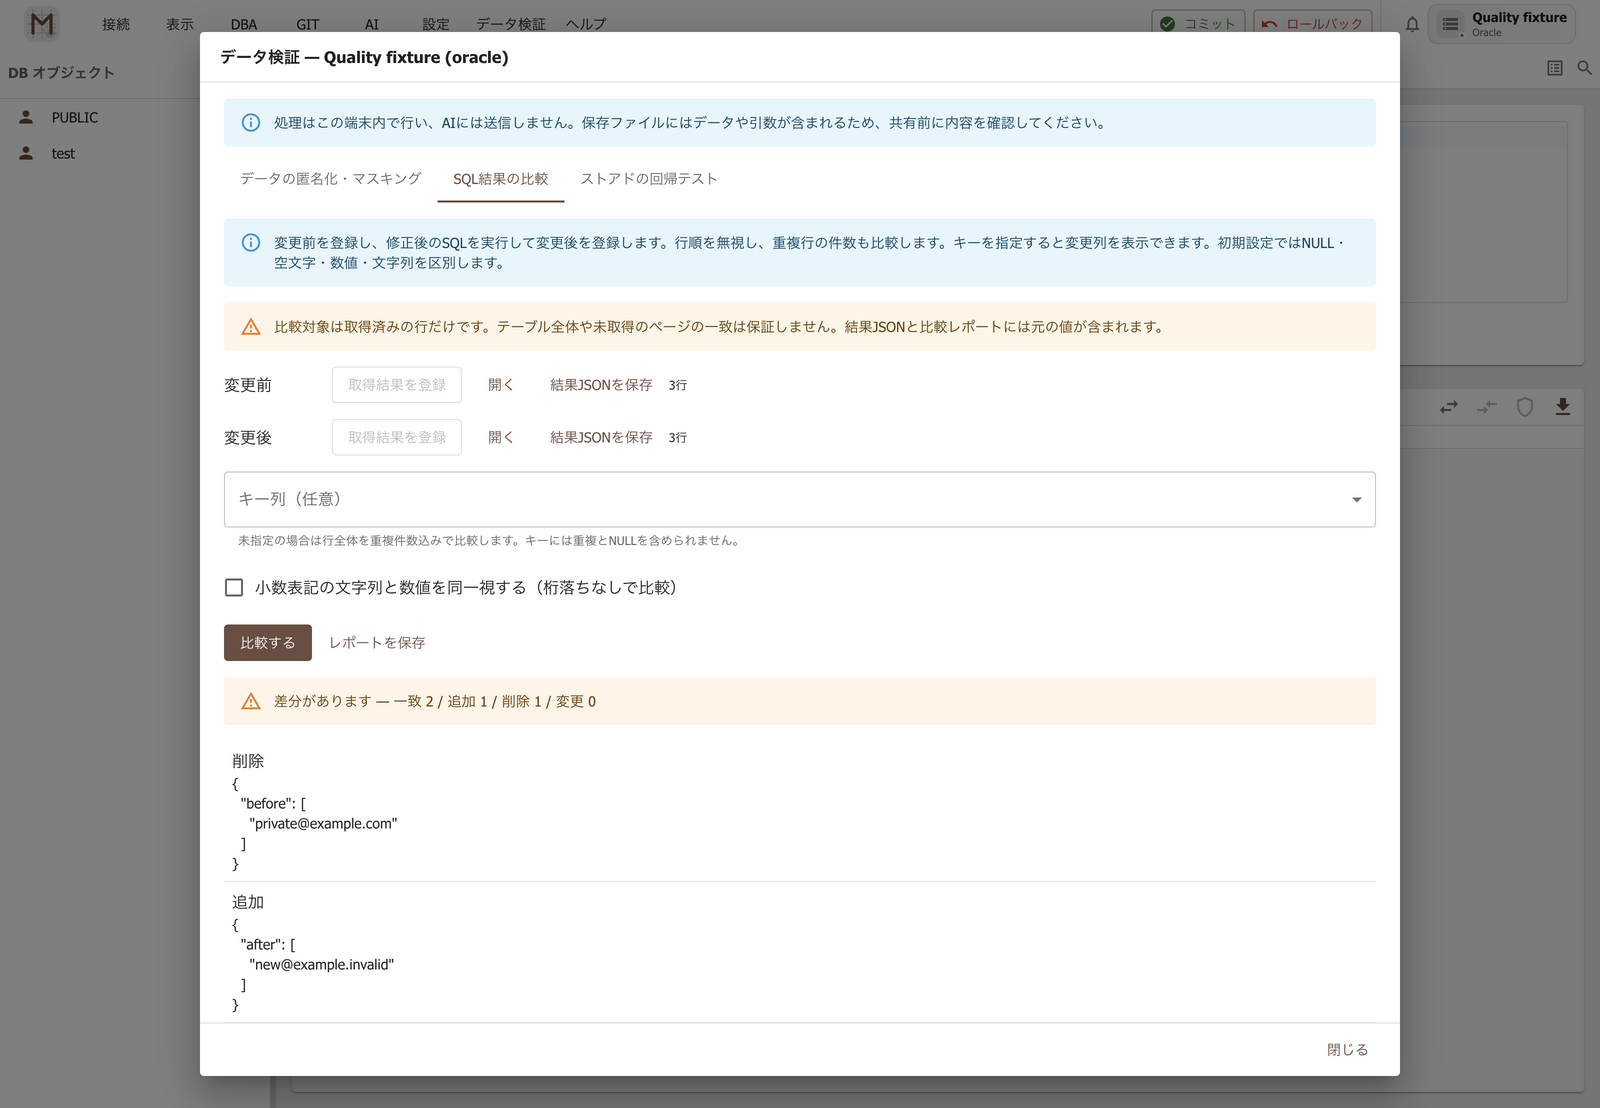 M
接続
表示
DBA
GIT
AI
設定
データ検証
ヘルプ
コミット
ロールバック
Quality fixture
Oracle
DB オブジェクト
PUBLIC
test
データ検証 — Quality fixture (oracle)
処理はこの端末内で行い、AIには送信しません。保存ファイルにはデータや引数が含まれるため、共有前に内容を確認してください。
データの匿名化・マスキング
SQL結果の比較
ストアドの回帰テスト
変更前を登録し、修正後のSQLを実行して変更後を登録します。行順を無視し、重複行の件数も比較します。キーを指定すると変更列を表示できます。初期設定ではNULL・
空文字・数値・文字列を区別します。
比較対象は取得済みの行だけです。テーブル全体や未取得のページの一致は保証しません。結果JSONと比較レポートには元の値が含まれます。
変更前 取得結果を登録 開く 結果JSONを保存 3行
変更後 取得結果を登録 開く 結果JSONを保存 3行
キー列（任意）
未指定の場合は行全体を重複件数込みで比較します。キーには重複とNULLを含められません。
小数表記の文字列と数値を同一視する（桁落ちなしで比較）
比較する レポートを保存
差分があります — 一致 2 / 追加 1 / 削除 1 / 変更 0
削除
{
"before": [
"private@example.com"
]
}
追加
{
"after": [
"new@example.invalid"
]
}
閉じる